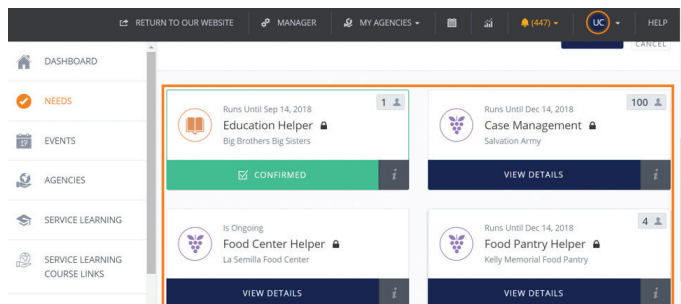 RETURN TO OUR WEBSITE MANAGER MY AGENCIES (447) UC HELP
CANCEL
DASHBOARD
NEEDS
17 EVENTS
AGENCIES
SERVICE LEARNING
SERVICE LEARNING
COURSE LINKS
1
Runs Until Sep 14, 2018
Education Helper
Big Brothers Big Sisters
CONFIRMED i
100
Runs Until Dec 14, 2018
Case Management
Salvation Army
VIEW DETAILS i
Is Ongoing
Food Center Helper
La Semilla Food Center
VIEW DETAILS i
4
Runs Until Dec 14, 2018
Food Pantry Helper
Kelly Memorial Food Pantry
VIEW DETAILS i